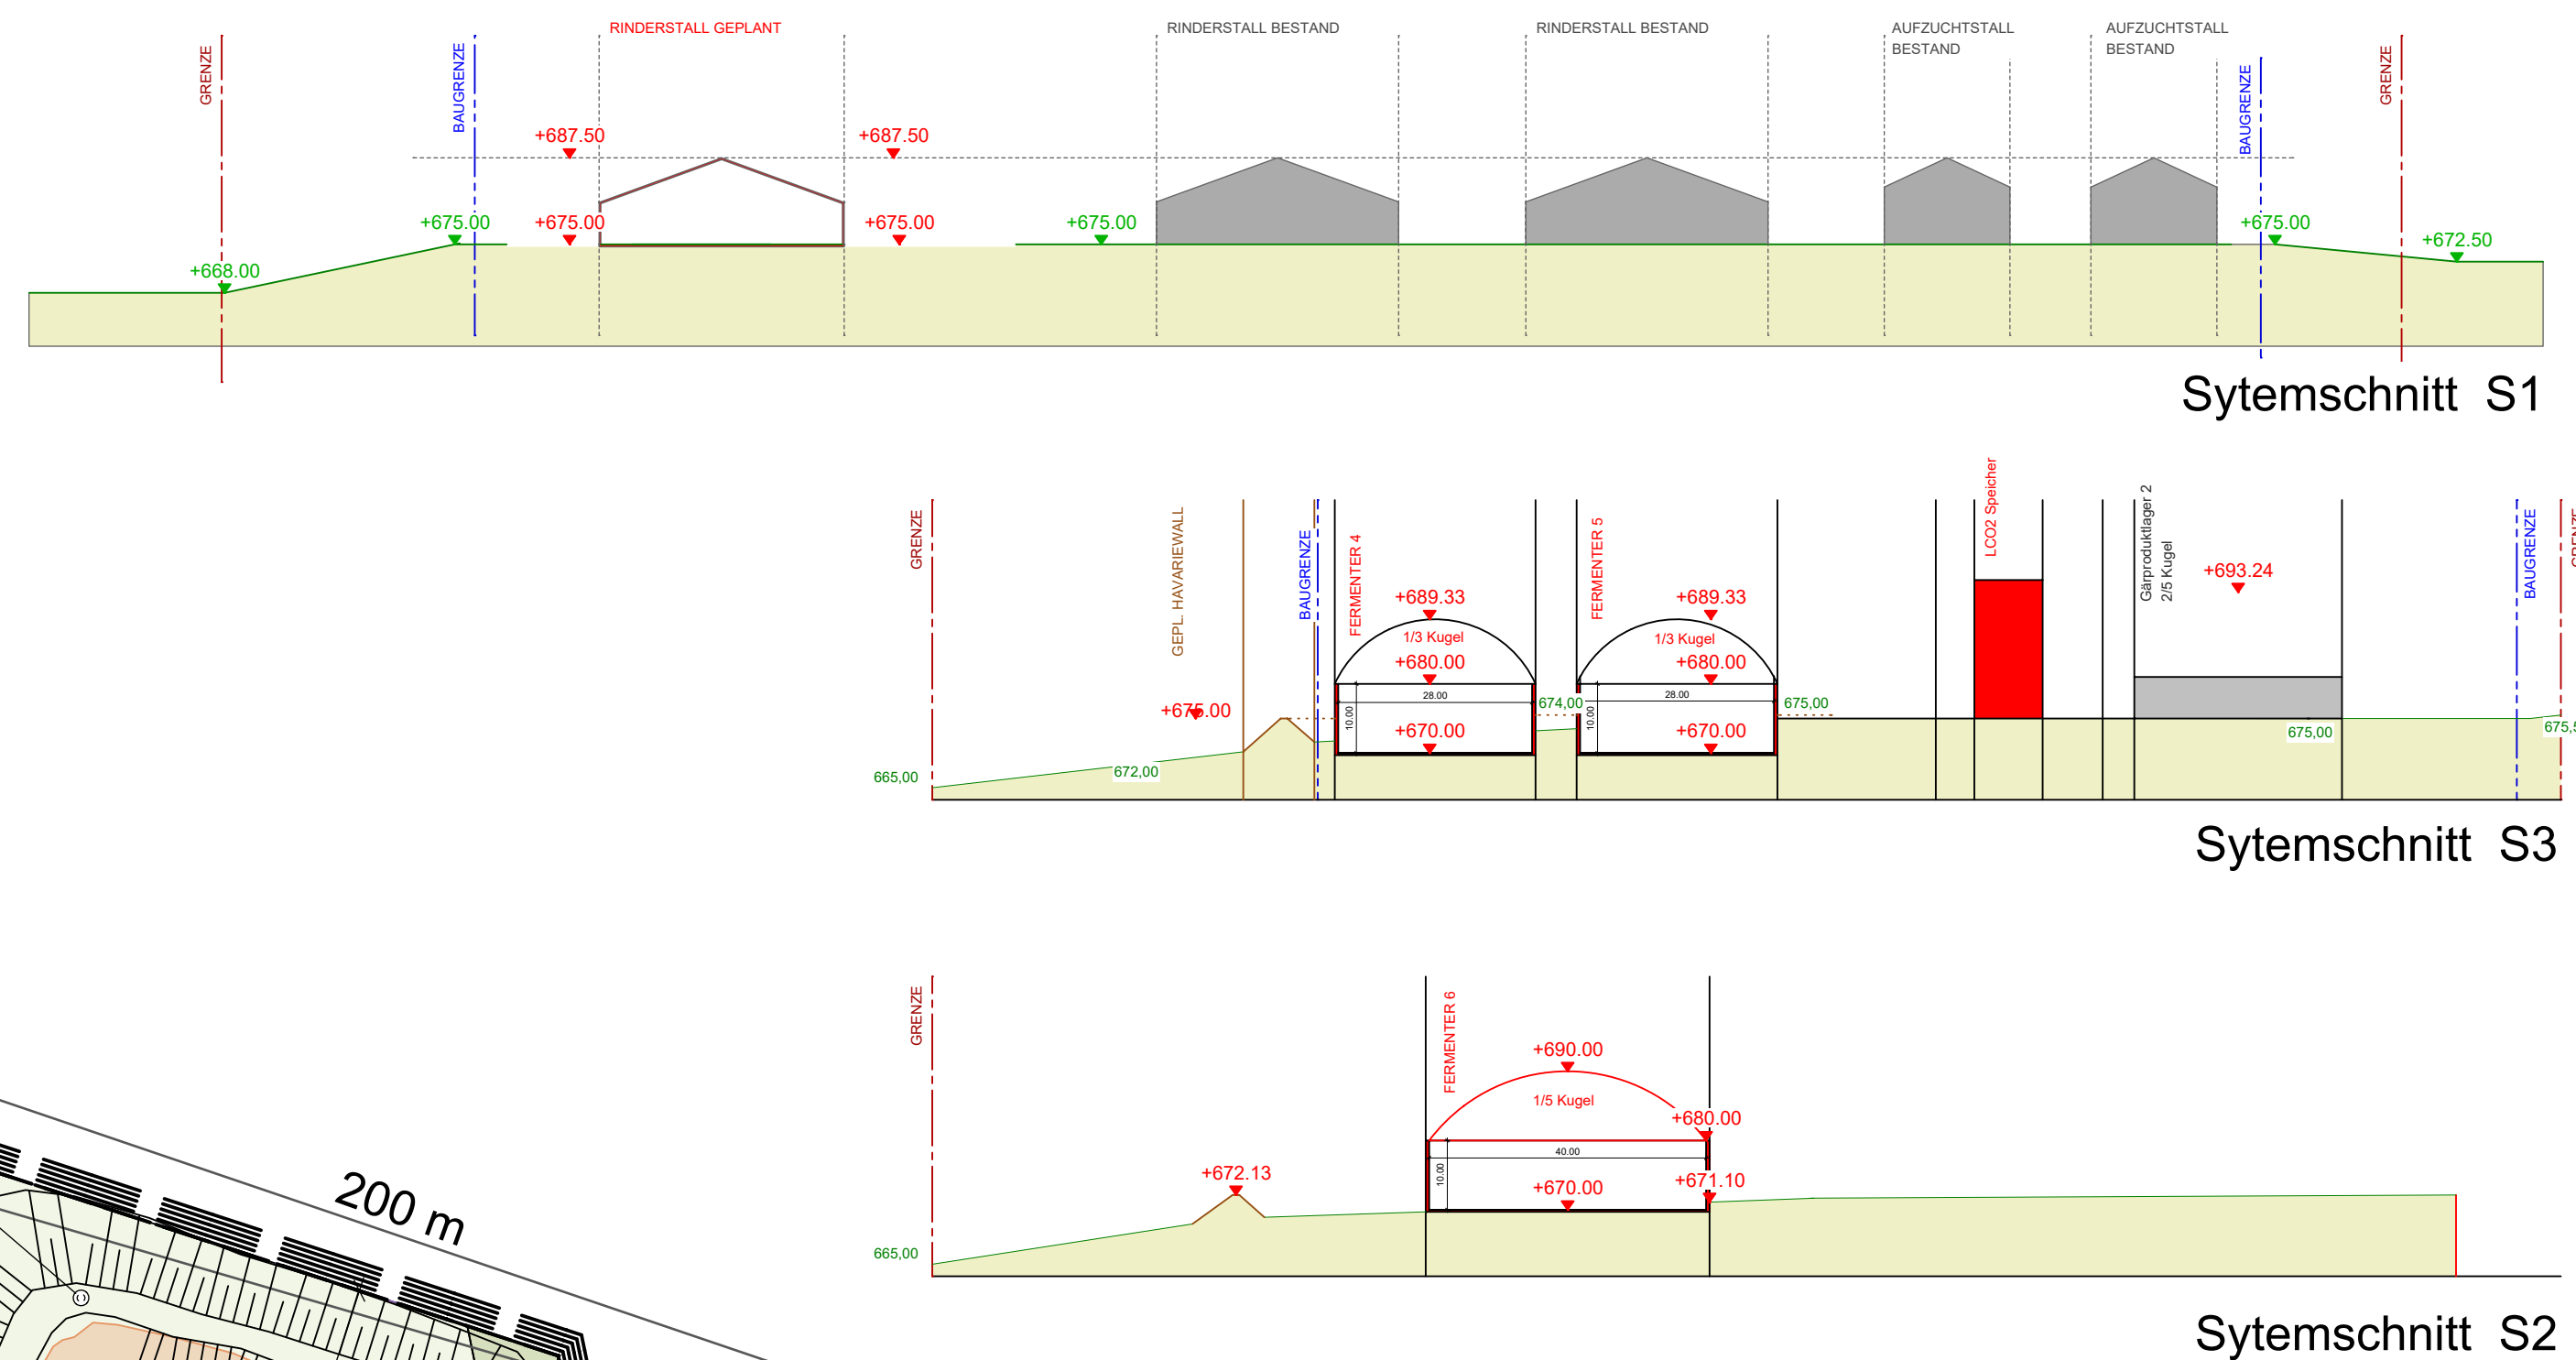 RINDERSTALL GEPLANT
RINDERSTALL BESTAND
RINDERSTALL BESTAND
AUFZUCHTSTALL
BESTAND
AUFZUCHTSTALL
BESTAND
GRENZE
BAUGRENZE
BAUGRENZE
GRENZE
+687.50
+687.50
+675.00
+675.00
+675.00
+675.00
+675.00
+672.50
+668.00
Sytemschnitt S1
GRENZE
GEPL. HAVARIEWALL
BAUGRENZE
FERMENTER 4
FERMENTER 5
LCO2 Speicher
Gärproduktlager 2
2/5 Kugel
BAUGRENZE
GRENZE
+693.24
+689.33
+689.33
1/3 Kugel
1/3 Kugel
+680.00
+680.00
28.00
28.00
10.00
10.00
+675.00
674,00
675,00
+670.00
+670.00
675,00
675,5
672,00
665,00
Sytemschnitt S3
GRENZE
FERMENTER 6
+690.00
1/5 Kugel
+680.00
40.00
10.00
+672.13
+671.10
+670.00
665,00
200 m
Sytemschnitt S2